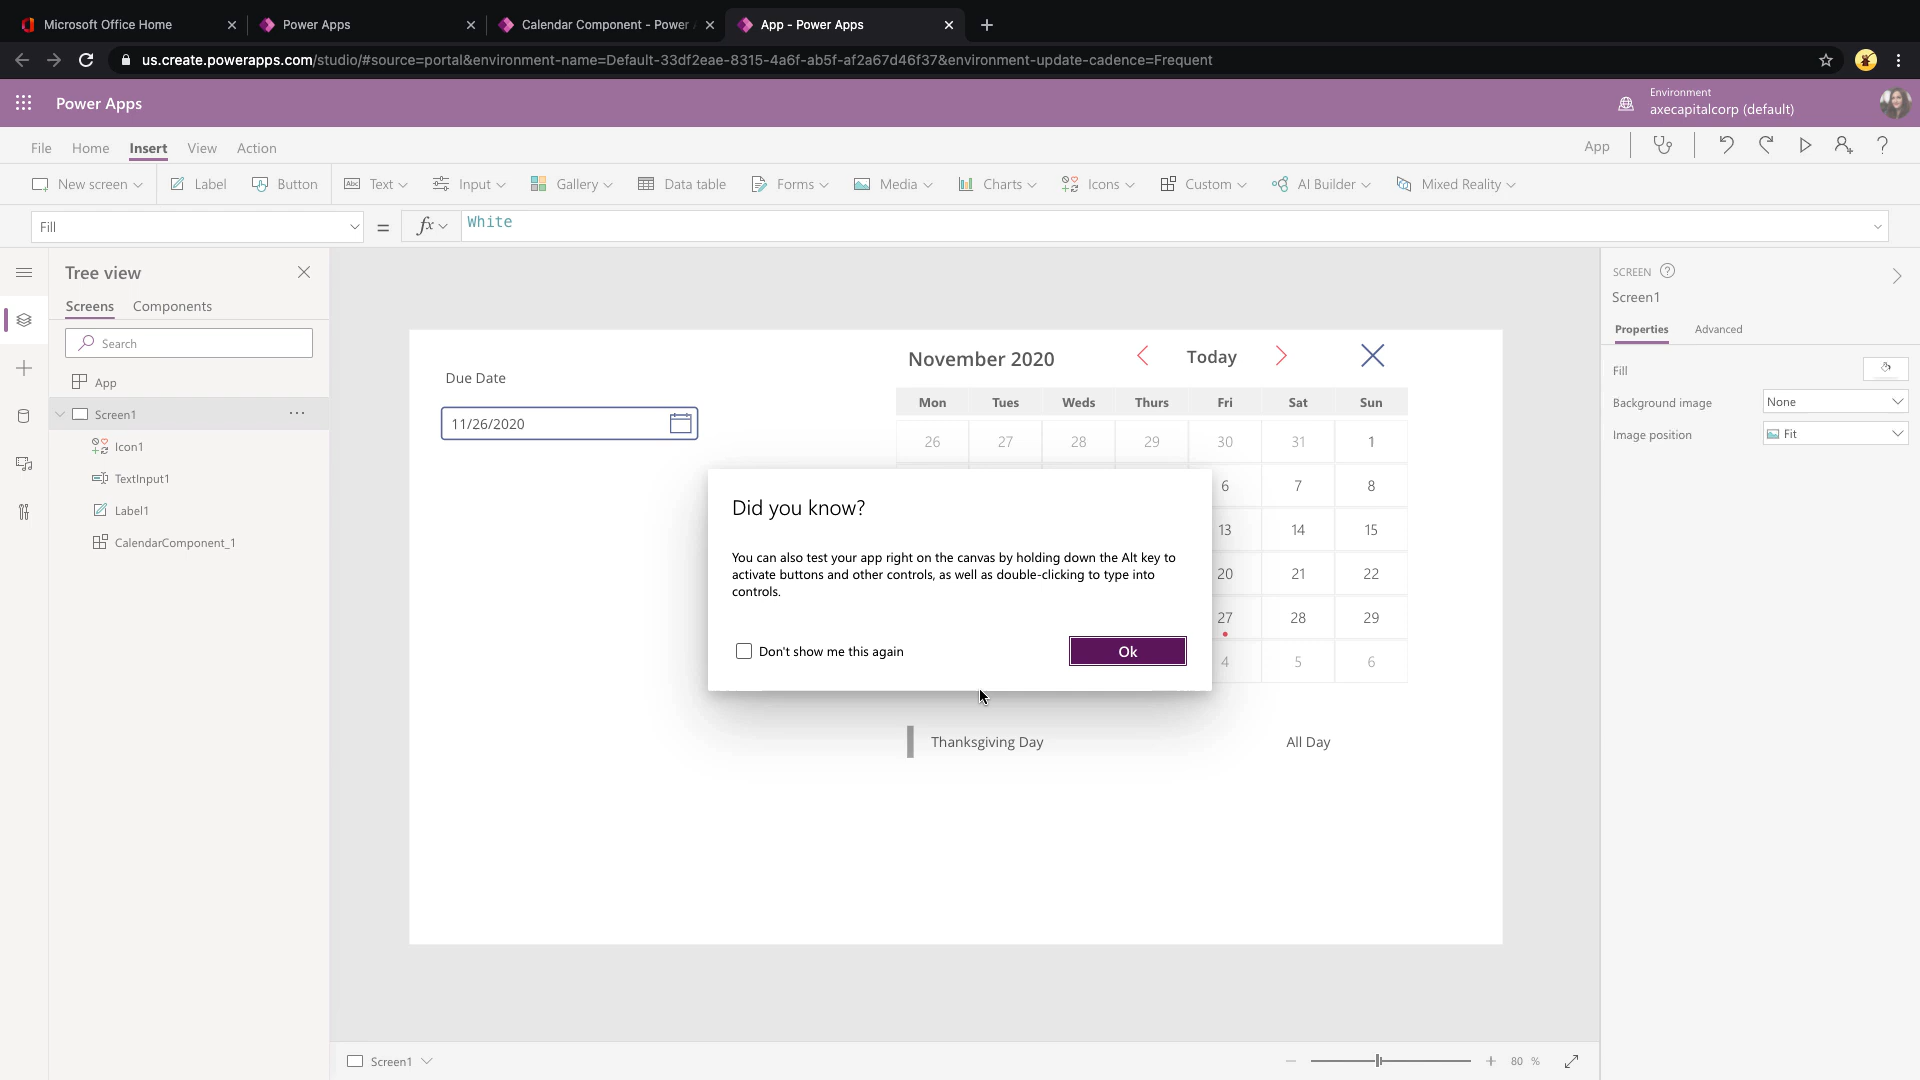 Microsoft Office Home
Power Apps
Calendar Component - Power
App - Power Apps
us.create.powerapps.com/studio/#source=portal&environment-name=Default-33df2eae-8315-4a6f-ab5f-af2a67d46f37&environment-update-cadence=Frequent
Power Apps
Environment
axecapitalcorp (default)
File Home Insert View Action
App
New screen Label Button Text Input Gallery Data table Forms Media Charts Icons Custom AI Builder Mixed Reality
Fill = fx White
Tree view
Screens Components
Search
App
Screen1
Icon1
TextInput1
Label1
CalendarComponent_1
Due Date
11/26/2020
November 2020 Today
Mon Tues Weds Thurs Fri Sat Sun
26 27 28 29 30 31 1
6 7 8
13 14 15
20 21 22
27 28 29
4 5 6
Did you know?
You can also test your app right on the canvas by holding down the Alt key to
activate buttons and other controls, as well as double-clicking to type into
controls.
Don't show me this again
Ok
Thanksgiving Day All Day
SCREEN
Screen1
Properties Advanced
Fill
Background image None
Image position Fit
Screen1
80 %